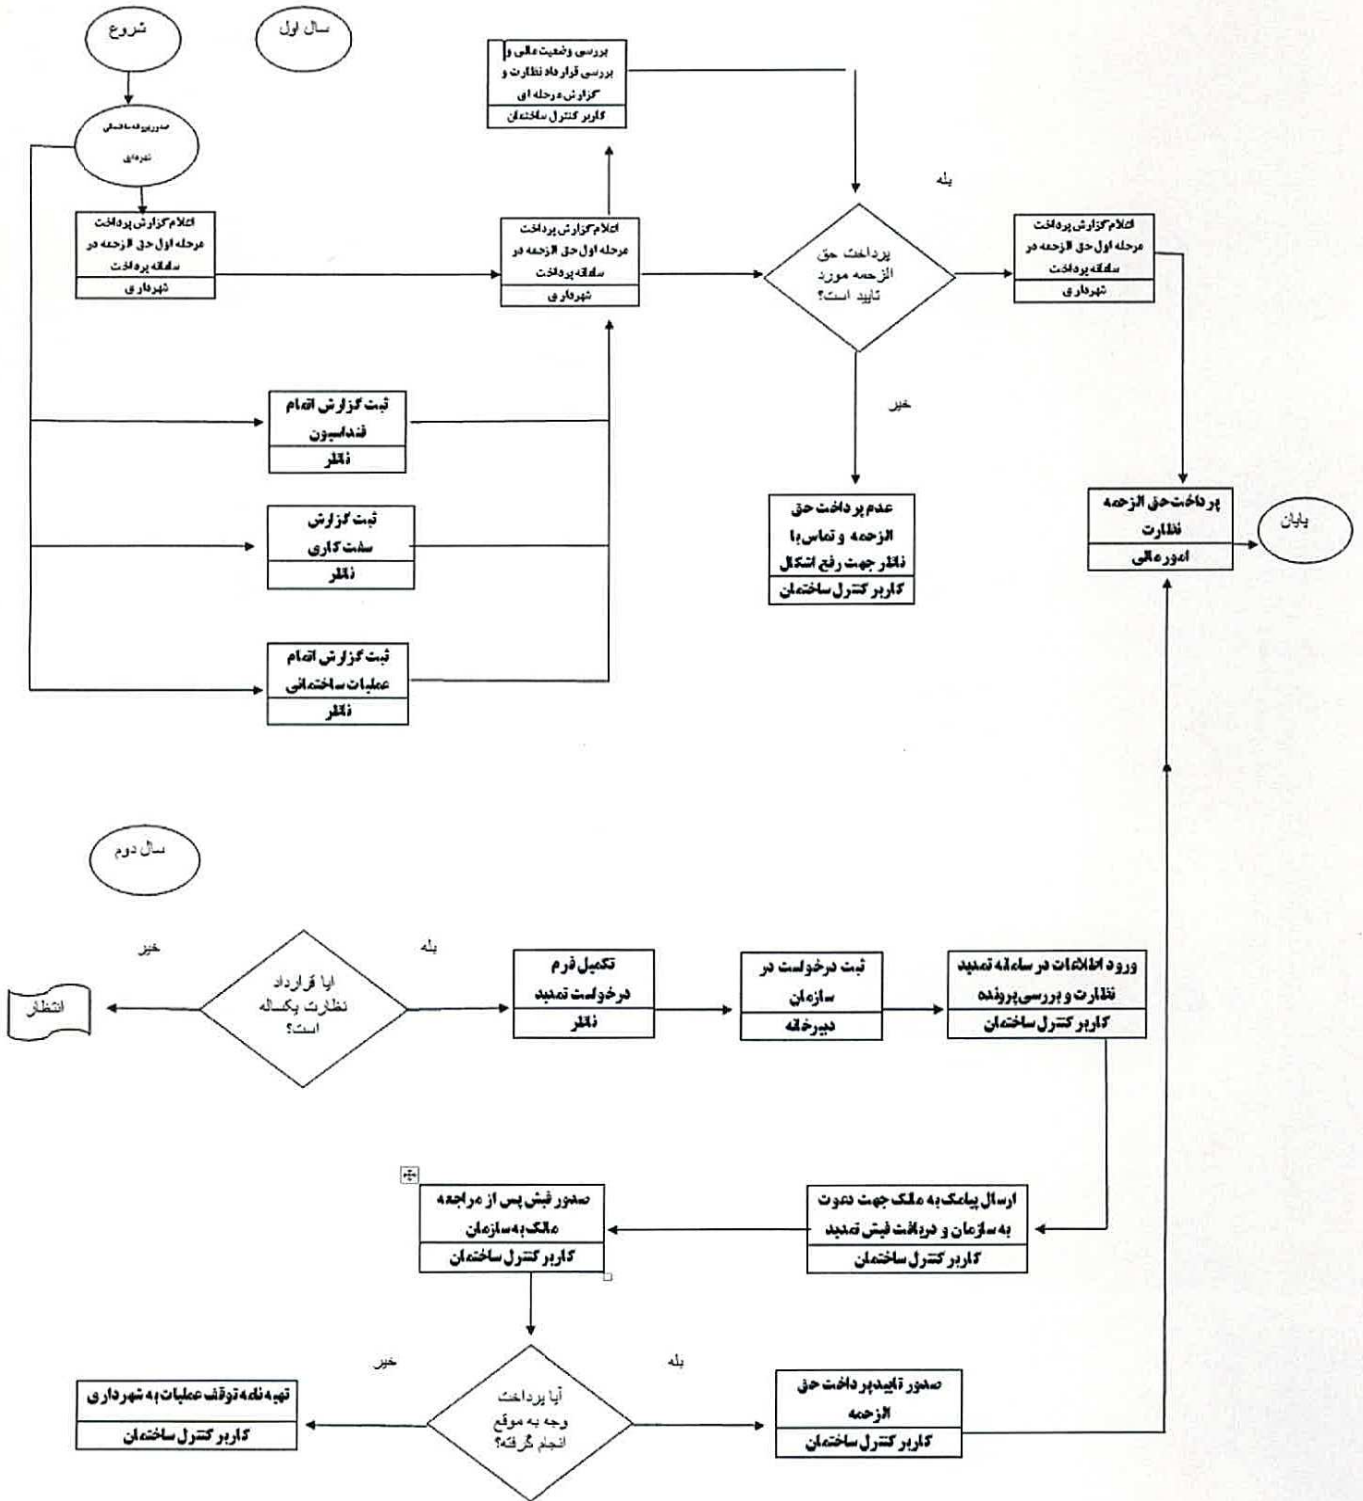 شروع
سال اول
صدور پروانه ساختمانی
شهرداری
اعلام گزارش پرداخت
مرحله اول حق الزحمه در
سامانه پرداخت
شهرداری
بررسی وضعیت مالی و
بررسی قرارداد نظارت و
گزارش مرحله ای
کاربر کنترل ساختمان
اعلام گزارش پرداخت
مرحله اول حق الزحمه در
سامانه پرداخت
شهرداری
پرداخت حق
الزحمه مورد
تایید است؟
بله
خیر
اعلام گزارش پرداخت
مرحله اول حق الزحمه در
سامانه پرداخت
شهرداری
ثبت گزارش اتمام
فنداسیون
ناظر
ثبت گزارش
سفت کاری
ناظر
ثبت گزارش اتمام
عملیات ساختمانی
ناظر
عدم پرداخت حق
الزحمه و تماس با
ناظر جهت رفع اشکال
کاربر کنترل ساختمان
پرداخت حق الزحمه
نظارت
امور مالی
پایان
سال دوم
خیر
بله
ایا قرارداد
نظارت یکساله
است؟
انتظار
تکمیل فرم
درخواست تمدید
ناظر
ثبت درخواست در
سازمان
دبیرخانه
ورود اطلاعات در سامانه تمدید
نظارت و بررسی پرونده
کاربر کنترل ساختمان
ارسال پیامک به مالک جهت دعوت
به سازمان و دریافت فیش تمدید
کاربر کنترل ساختمان
صدور فیش پس از مراجعه
مالک به سازمان
کاربر کنترل ساختمان
خیر
بله
آیا پرداخت
وجه به موقع
انجام گرفته؟
تهیه نامه توقف عملیات به شهرداری
کاربر کنترل ساختمان
صدور تایید پرداخت حق
الزحمه
کاربر کنترل ساختمان